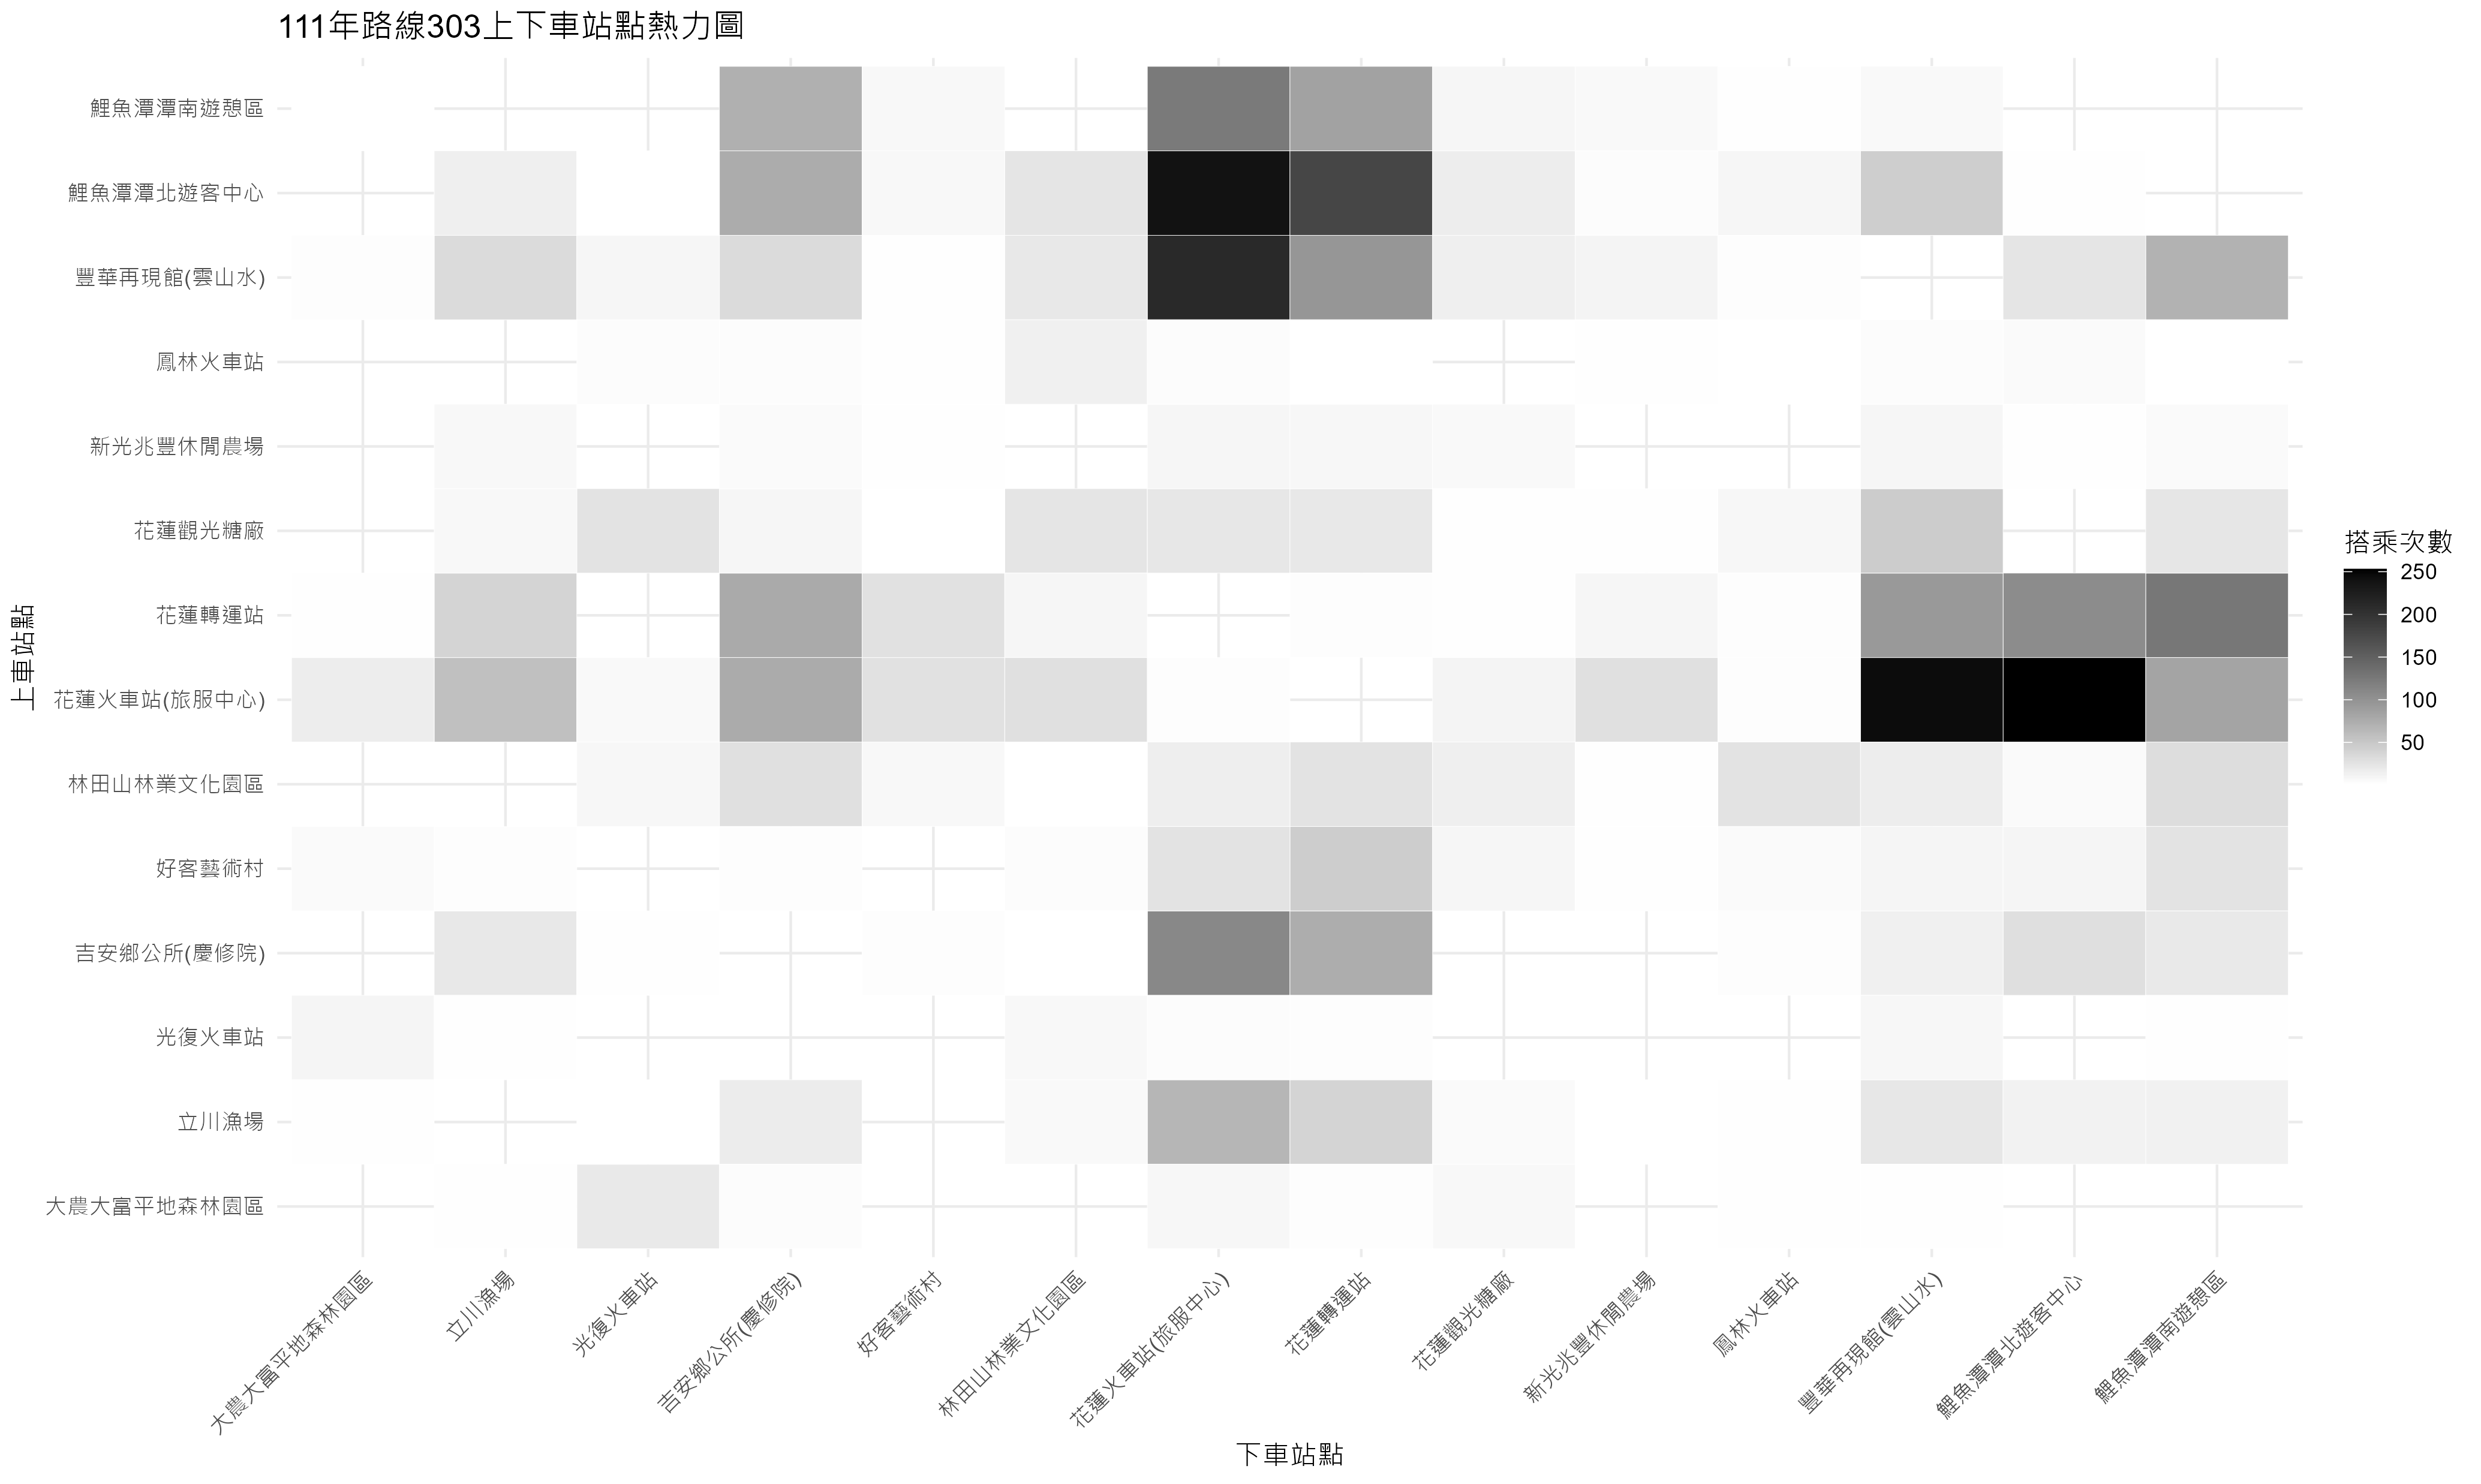 111年路線303上下車站點熱力圖
上車站點
鯉魚潭潭南遊憩區
鯉魚潭潭北遊客中心
豐華再現館(雲山水)
鳳林火車站
新光兆豐休閒農場
花蓮觀光糖廠
花蓮轉運站
花蓮火車站(旅服中心)
林田山林業文化園區
好客藝術村
吉安鄉公所(慶修院)
光復火車站
立川漁場
大農大富平地森林園區
大農大富平地森林園區
立川漁場
光復火車站
吉安鄉公所(慶修院)
好客藝術村
林田山林業文化園區
花蓮火車站(旅服中心)
花蓮轉運站
花蓮觀光糖廠
新光兆豐休閒農場
鳳林火車站
豐華再現館(雲山水)
鯉魚潭潭北遊客中心
鯉魚潭潭南遊憩區
下車站點
搭乘次數
250
200
150
100
50